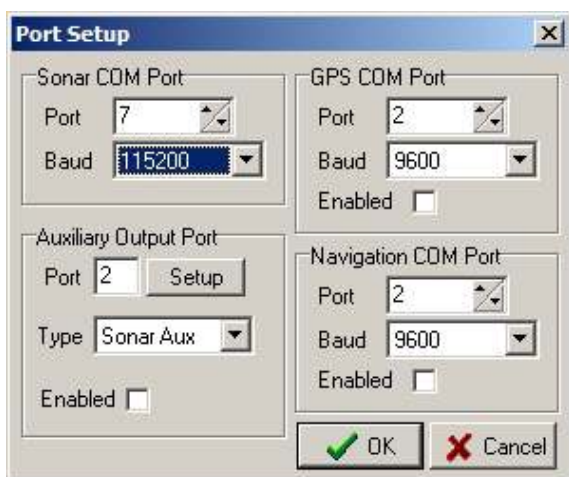 Port Setup
Sonar COM Port
Port 7
Baud 115200
Auxiliary Output Port
Port 2 Setup
Type Sonar Aux
Enabled
GPS COM Port
Port 2
Baud 9600
Enabled
Navigation COM Port
Port 2
Baud 9600
Enabled
OK Cancel